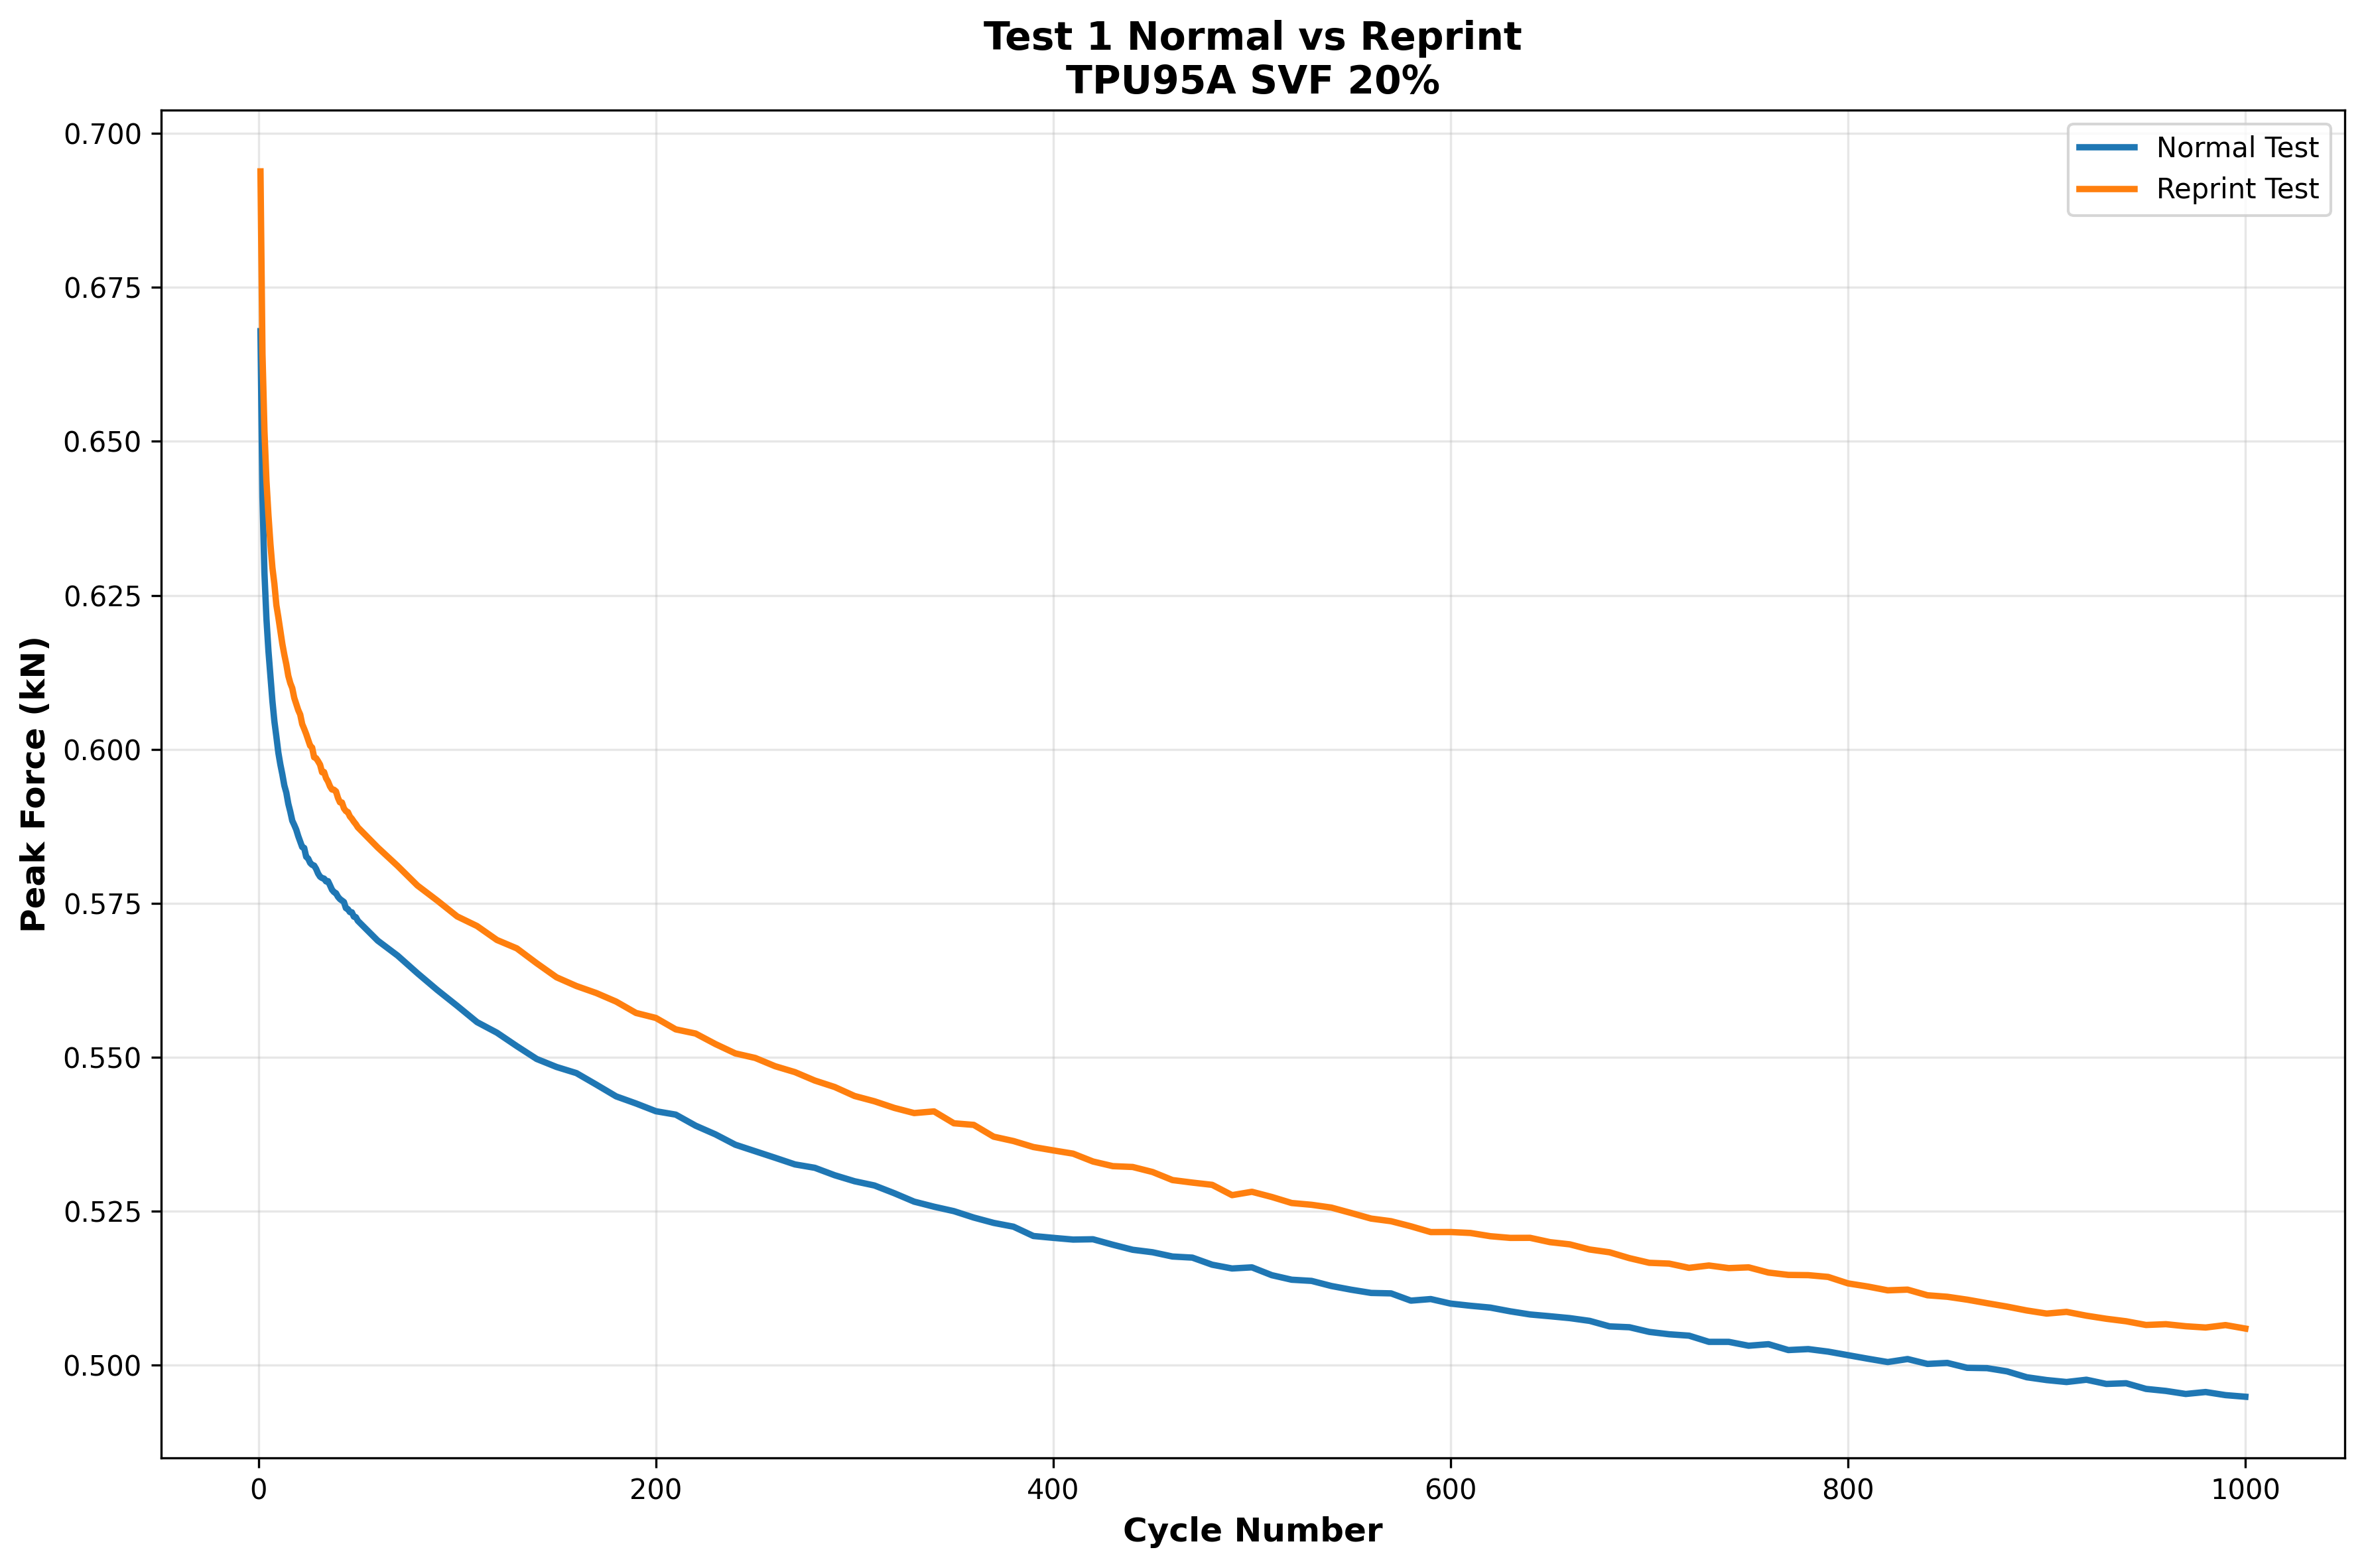 Test 1 Normal vs Reprint
TPU95A SVF 20%
Normal Test
Reprint Test
Peak Force (kN)
0.700
0.675
0.650
0.625
0.600
0.575
0.550
0.525
0.500
0
200
400
600
800
1000
Cycle Number